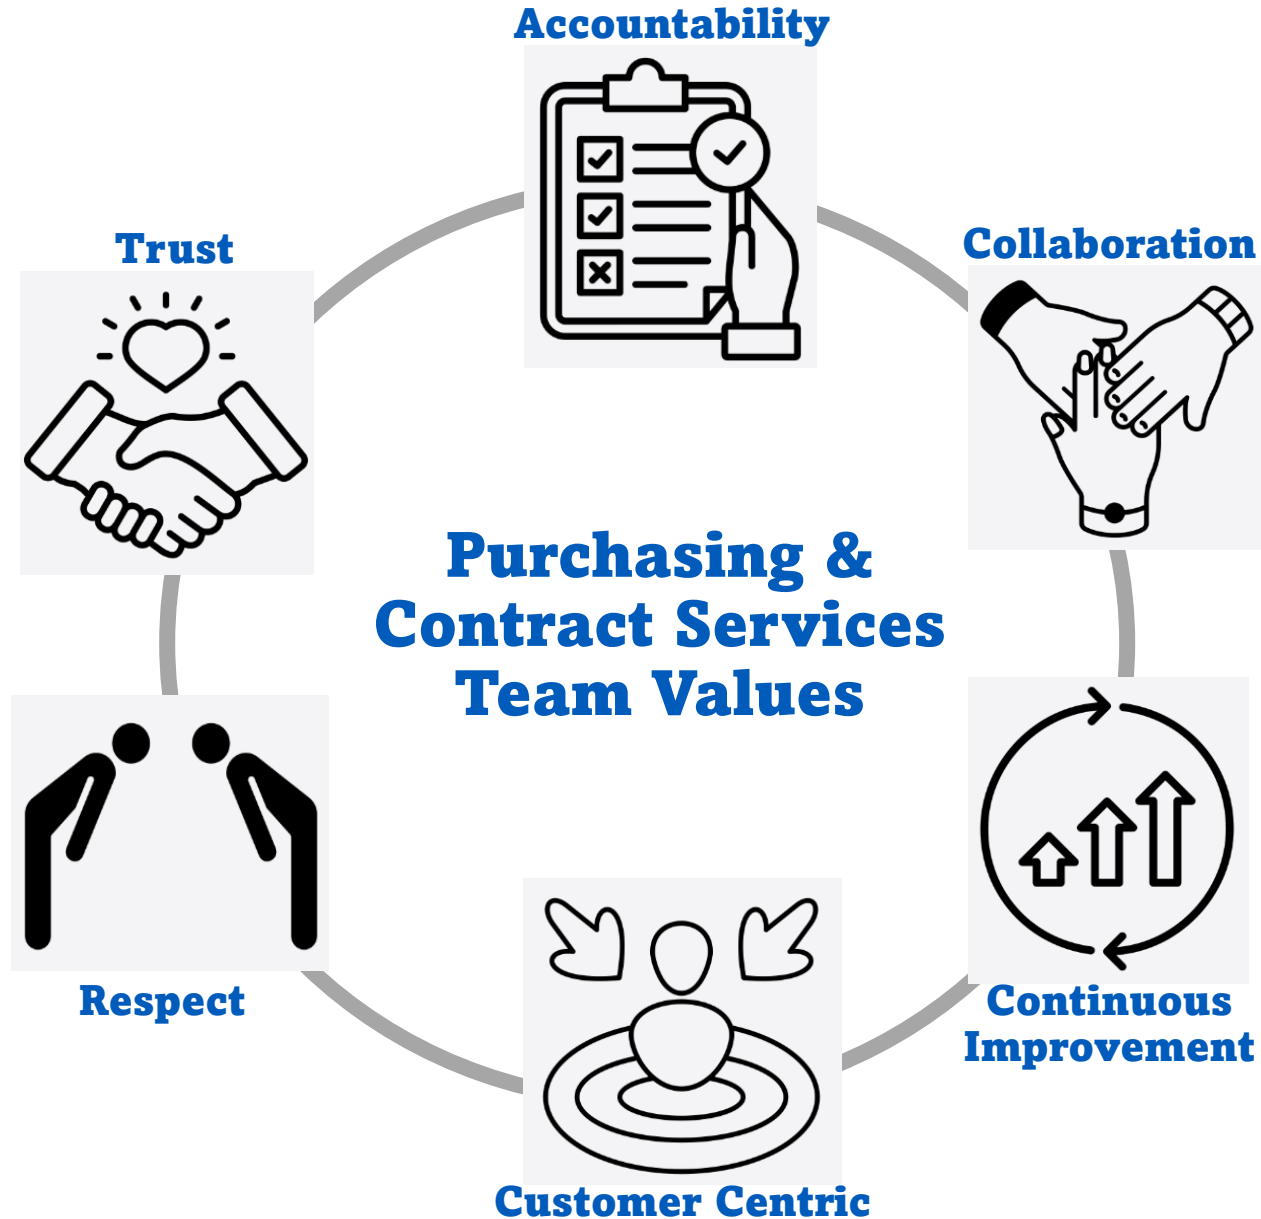 Accountability
Trust
Collaboration
Purchasing &
Contract Services
Team Values
Respect
Continuous
Improvement
Customer Centric